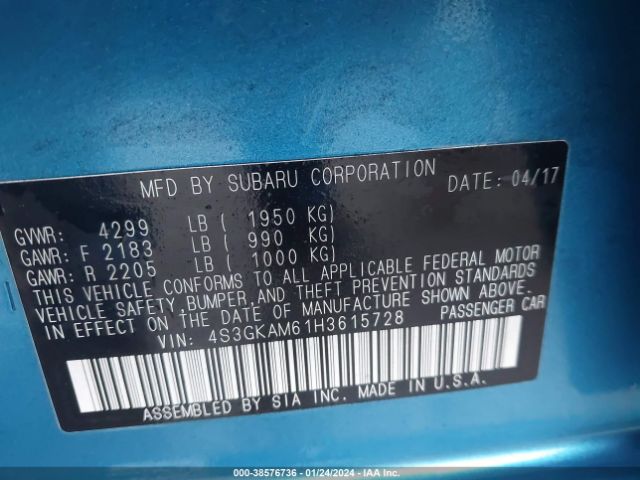 MFD BY SUBARU CORPORATION DATE: 04/17
GVWR: 4299 LB ( 1950 KG)
GAWR: F 2183 LB ( 990 KG)
GAWR: R 2205 LB ( 1000 KG)
THIS VEHICLE CONFORMS TO ALL APPLICABLE FEDERAL MOTOR
VEHICLE SAFETY, BUMPER, AND THEFT PREVENTION STANDARDS
IN EFFECT ON THE DATE OF MANUFACTURE SHOWN ABOVE.
VIN: 4S3GKAM61H3615728 PASSENGER CAR
ASSEMBLED BY SIA INC. MADE IN U.S.A.
000-38576736 - 01/24/2024 - IAA Inc.